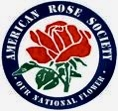 AMERICAN ROSE SOCIETY
OUR NATIONAL FLOWER